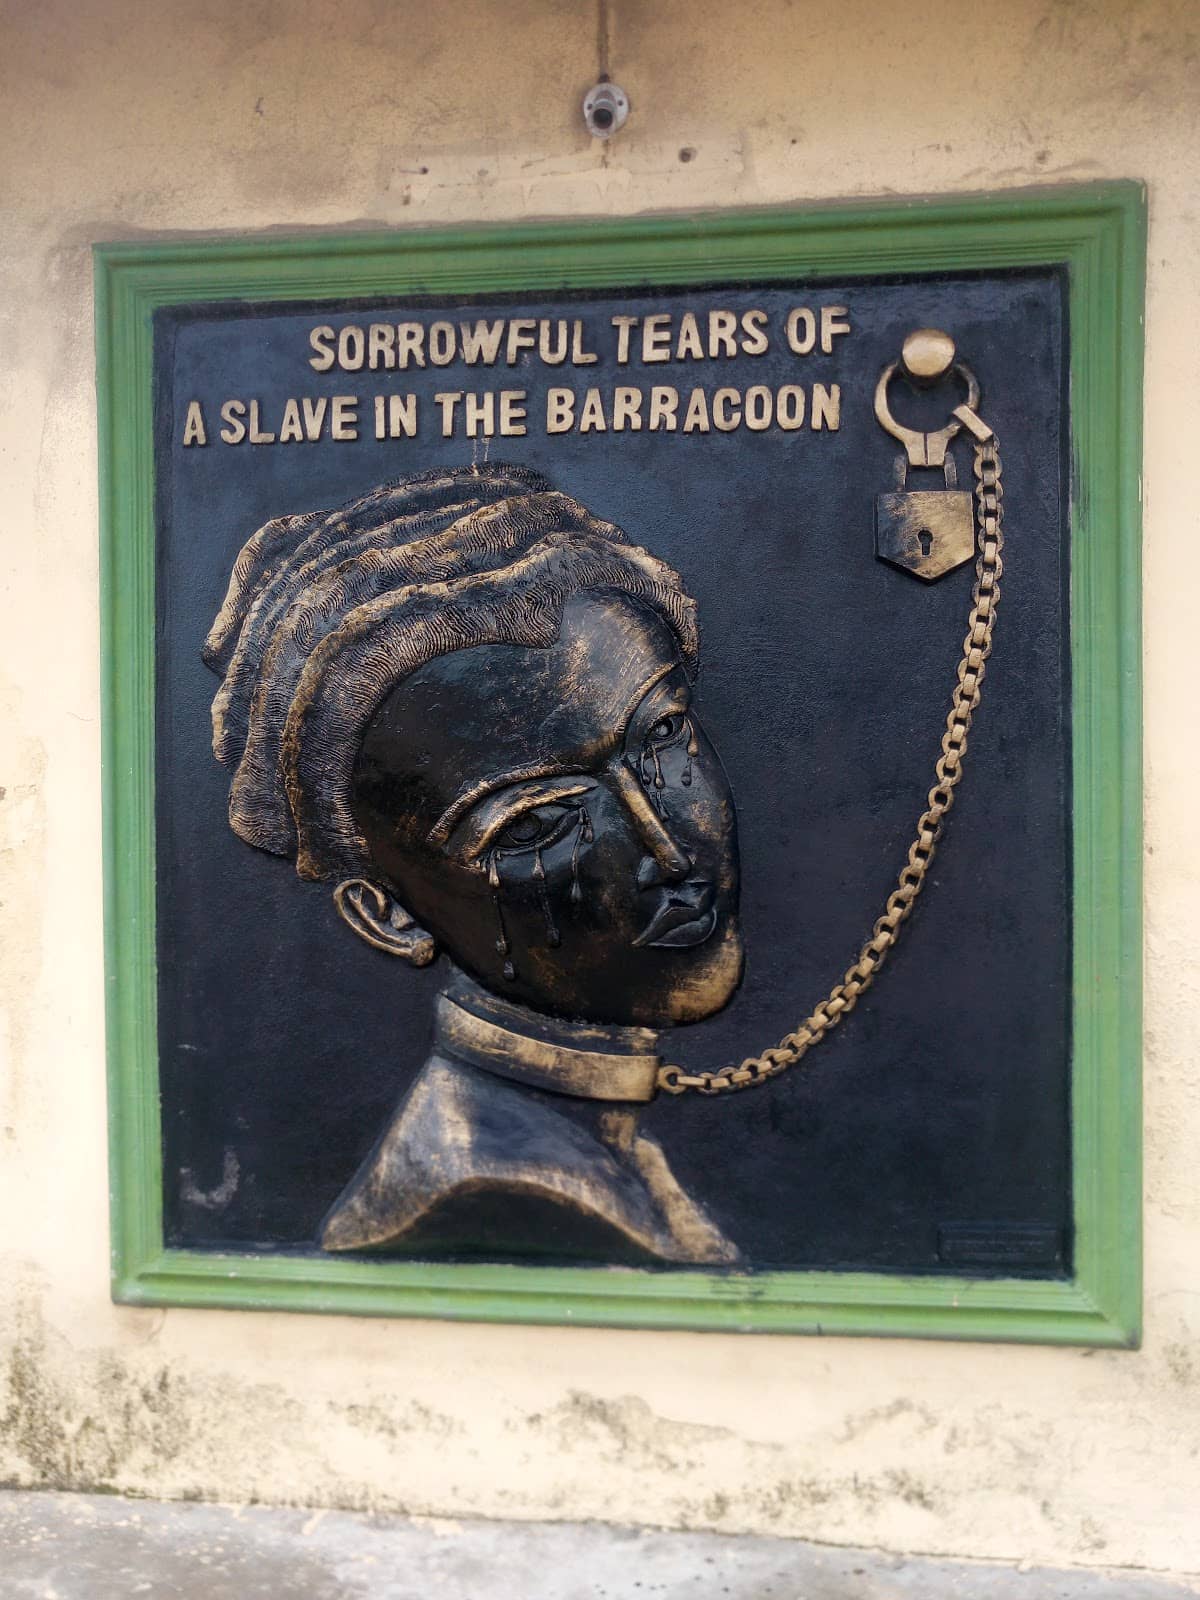 SORROWFUL TEARS OF
A SLAVE IN THE BARRACOON